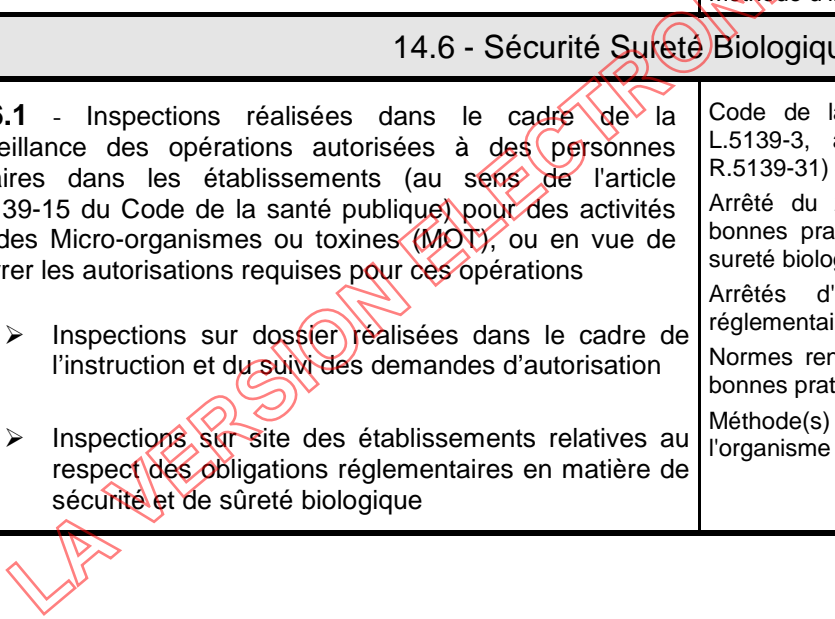 14.6 - Sécurité Sureté Biologiqu
6.1 - Inspections réalisées dans le cadre de la
eillance des opérations autorisées à des personnes
aires dans les établissements (au sens de l'article
39-15 du Code de la santé publique) pour des activités
des Micro-organismes ou toxines (MOT), ou en vue de
rer les autorisations requises pour ces opérations
➢ Inspections sur dossier réalisées dans le cadre de
l’instruction et du suivi des demandes d’autorisation
➢ Inspections sur site des établissements relatives au
respect des obligations réglementaires en matière de
sécurité et de sûreté biologique
Code de la
L.5139-3,
R.5139-31)
Arrêté du
bonnes pra
sureté biolog
Arrêtés d'
réglementai
Normes ren
bonnes prat
Méthode(s)
l'organisme
LA VERSION ELECTRON